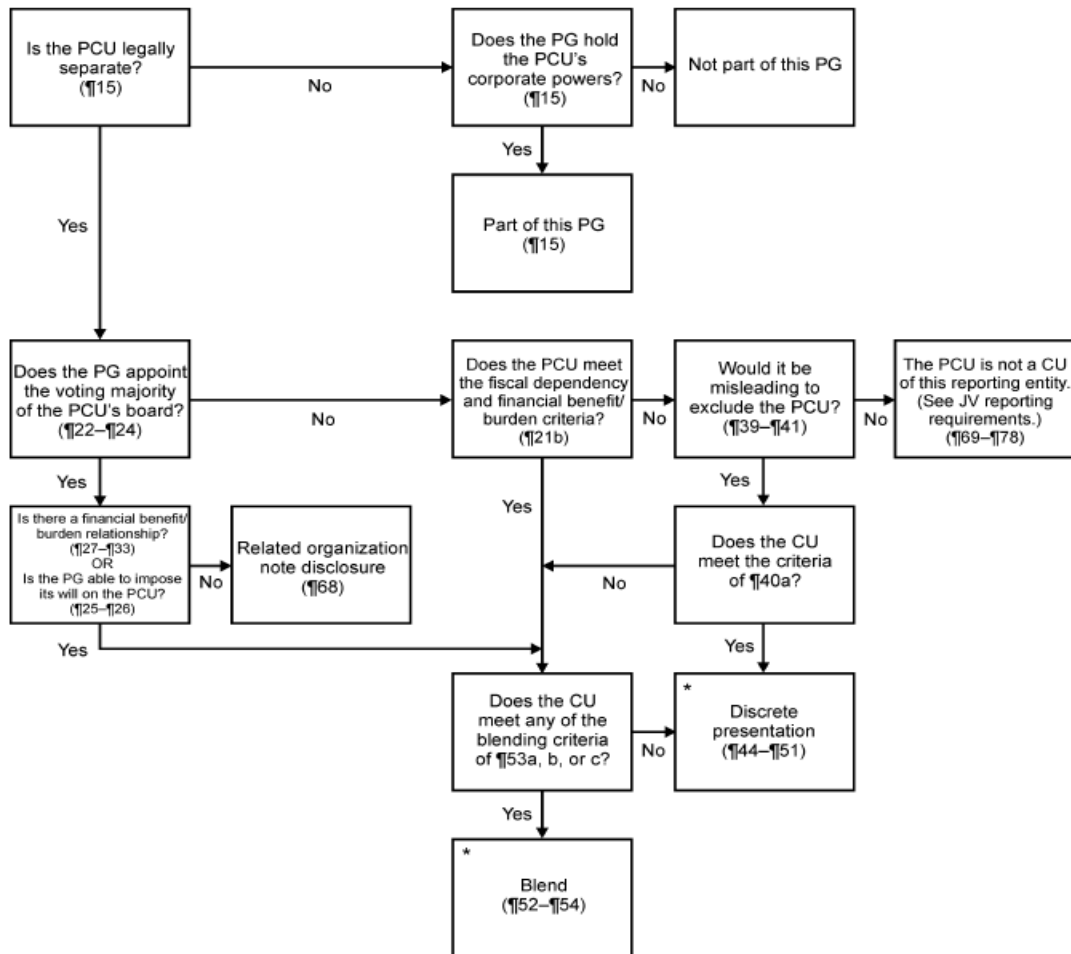 Is the PCU legally
separate?
(¶15)
No
Does the PG hold
the PCU's
corporate powers?
(¶15)
No
Not part of this PG
Yes
Part of this PG
(¶15)
Yes
Does the PG appoint
the voting majority
of the PCU's board?
(¶22–¶24)
No
Does the PCU meet
the fiscal dependency
and financial benefit/
burden criteria?
(¶21b)
No
Would it be
misleading to
exclude the PCU?
(¶39–¶41)
No
The PCU is not a CU
of this reporting entity.
(See JV reporting
requirements.)
(¶69–¶78)
Yes
Yes
Yes
Is there a financial benefit/
burden relationship?
(¶27–¶33)
OR
Is the PG able to impose
its will on the PCU?
(¶25–¶26)
No
Related organization
note disclosure
(¶68)
No
Does the CU
meet the criteria
of ¶40a?
Yes
Yes
Does the CU
meet any of the
blending criteria
of ¶53a, b, or c?
No
*
Discrete
presentation
(¶44–¶51)
Yes
*
Blend
(¶52–¶54)